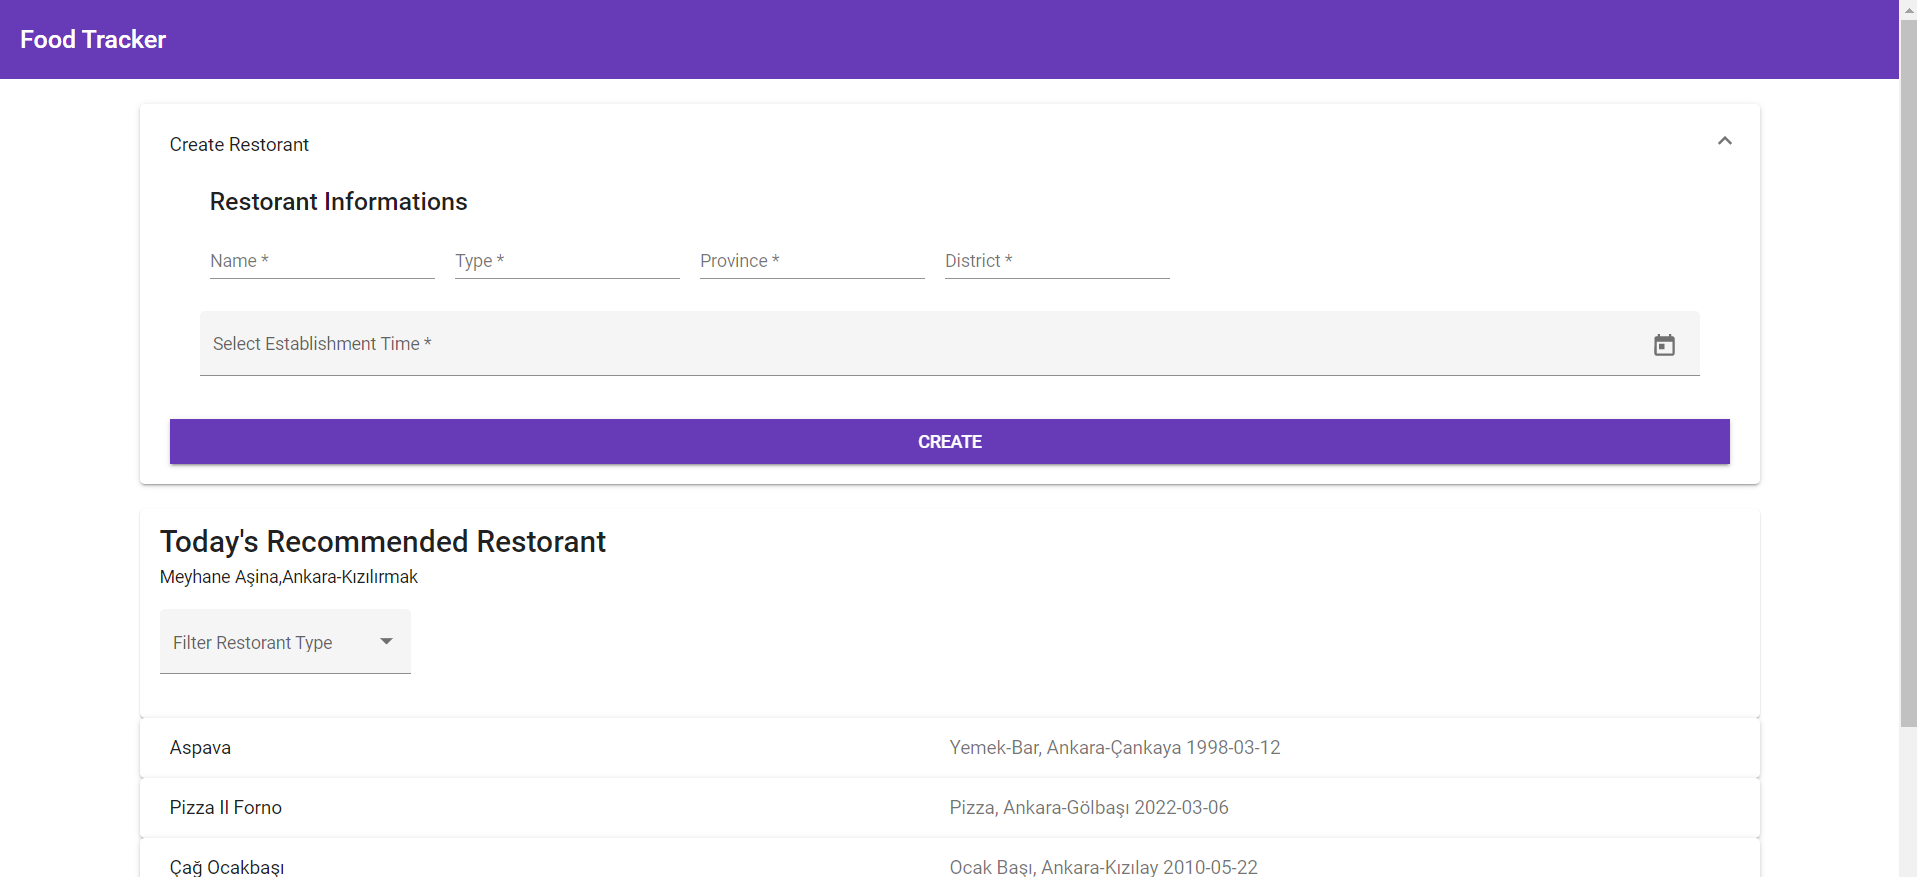 Food Tracker
Create Restorant
Restorant Informations
Name * Type * Province * District *
Select Establishment Time *
CREATE
Today's Recommended Restorant
Meyhane Aşina,Ankara-Kızılırmak
Filter Restorant Type
Aspava Yemek-Bar, Ankara-Çankaya 1998-03-12
Pizza Il Forno Pizza, Ankara-Gölbaşı 2022-03-06
Çağ Ocakbaşı Ocak Başı, Ankara-Kızılay 2010-05-22